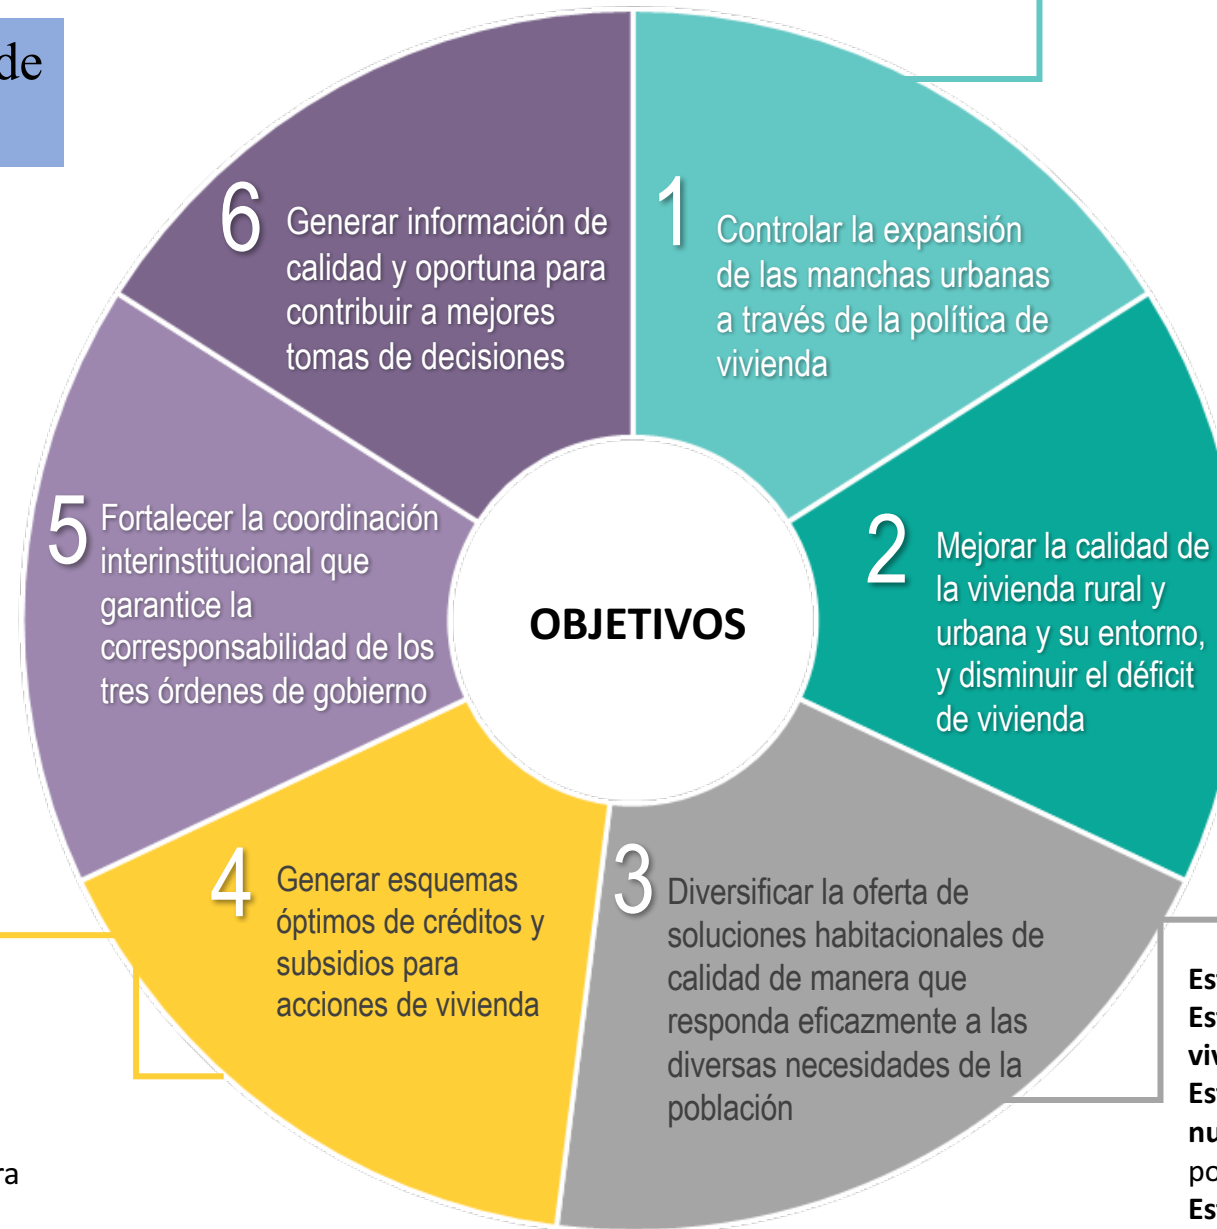 de
6
Generar información de
calidad y oportuna para
contribuir a mejores
tomas de decisiones
1
Controlar la expansión
de las manchas urbanas
a través de la política de
vivienda
5
Fortalecer la coordinación
interinstitucional que
garantice la
corresponsabilidad de los
tres órdenes de gobierno
OBJETIVOS
2
Mejorar la calidad de
la vivienda rural y
urbana y su entorno,
y disminuir el déficit
de vivienda
4
Generar esquemas
óptimos de créditos y
subsidios para
acciones de vivienda
3
Diversificar la oferta de
soluciones habitacionales de
calidad de manera que
responda eficazmente a las
diversas necesidades de la
población